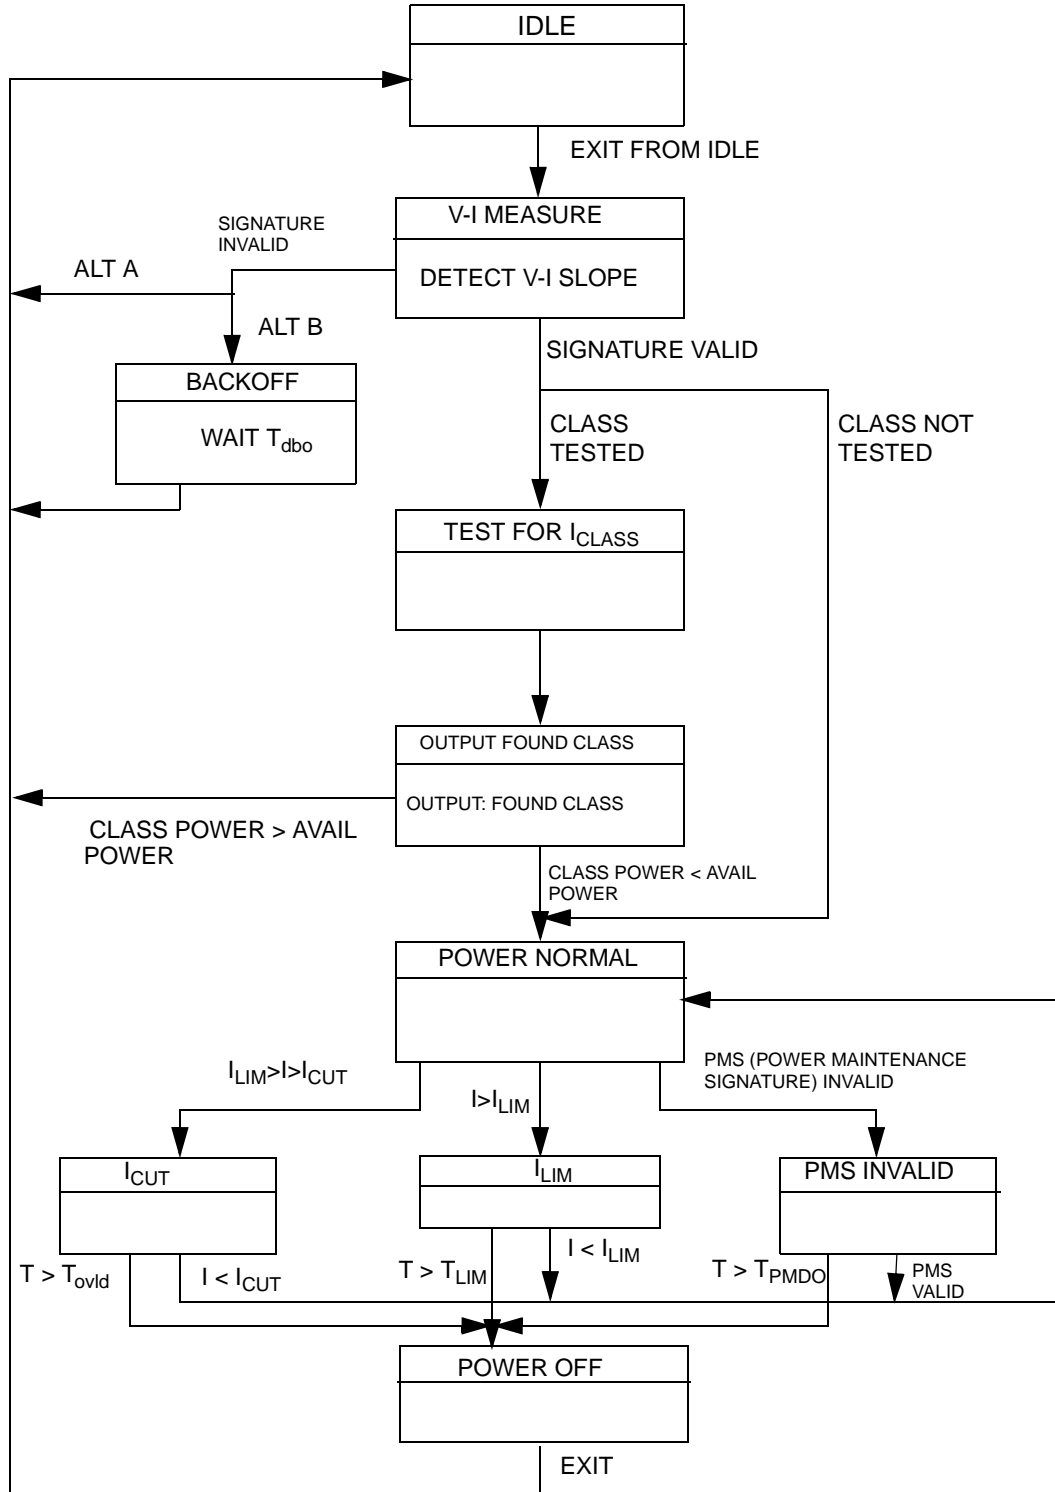 IDLE
EXIT FROM IDLE
V-I MEASURE
SIGNATURE
INVALID
ALT A
DETECT V-I SLOPE
ALT B
SIGNATURE VALID
BACKOFF
WAIT Tdbo
CLASS
TESTED
CLASS NOT
TESTED
TEST FOR ICLASS
OUTPUT FOUND CLASS
OUTPUT: FOUND CLASS
CLASS POWER > AVAIL
POWER
CLASS POWER < AVAIL
POWER
POWER NORMAL
ILIM>I>ICUT
I>ILIM
PMS (POWER MAINTENANCE
SIGNATURE) INVALID
ICUT
ILIM
PMS INVALID
T > Tovld
I < ICUT
T > TLIM
I < ILIM
T > TPMDO
PMS
VALID
POWER OFF
EXIT